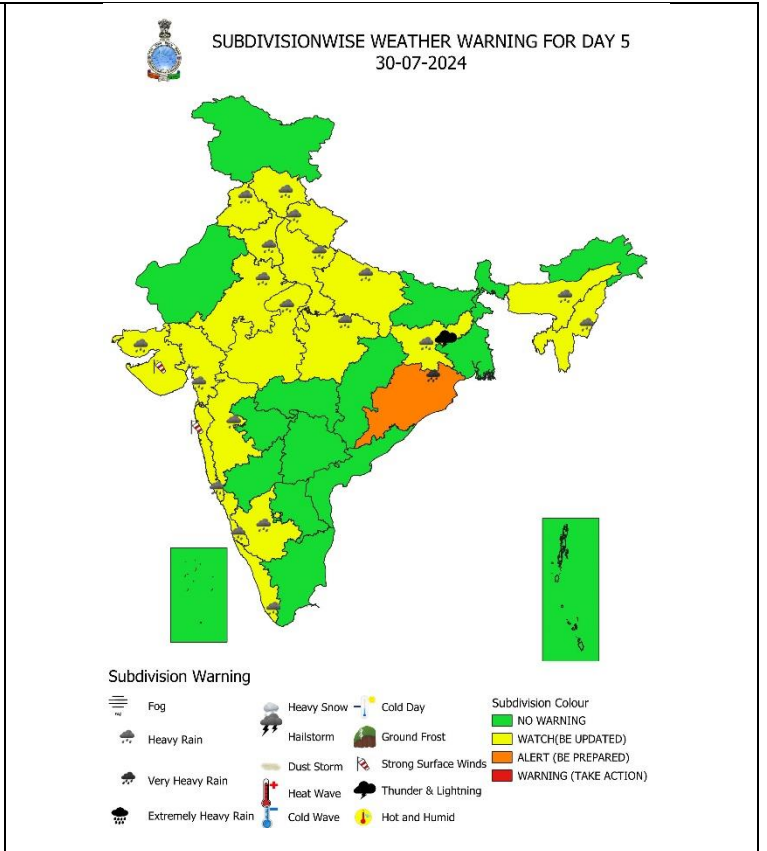 SUBDIVISIONWISE WEATHER WARNING FOR DAY 5
30-07-2024
Subdivision Warning
Fog
Heavy Rain
Very Heavy Rain
Extremely Heavy Rain
Heavy Snow
Hailstorm
Dust Storm
Heat Wave
Cold Wave
Cold Day
Ground Frost
Strong Surface Winds
Thunder & Lightning
Hot and Humid
Subdivision Colour
NO WARNING
WATCH(BE UPDATED)
ALERT (BE PREPARED)
WARNING (TAKE ACTION)